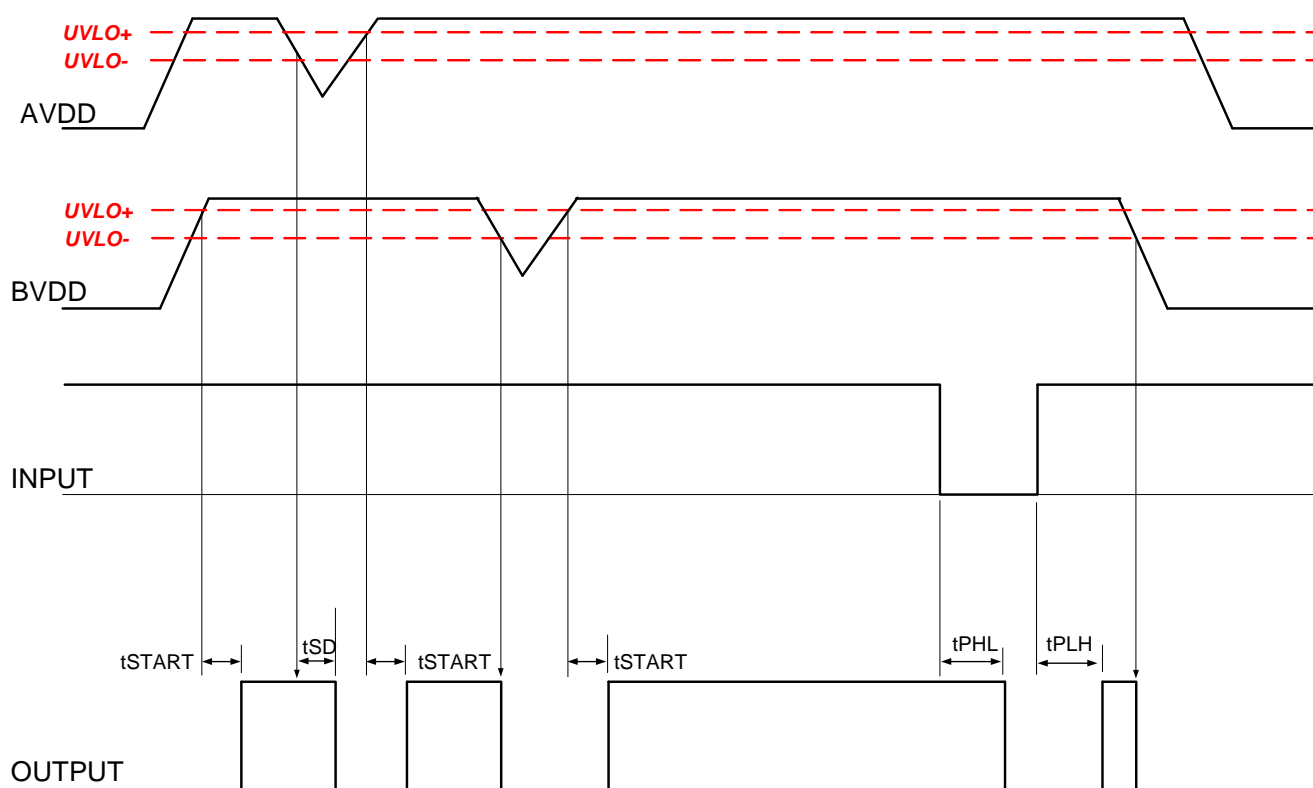 UVLO+
UVLO-
AVDD
UVLO+
UVLO-
BVDD
INPUT
tSTART
tSD
tSTART
tSTART
tPHL
tPLH
OUTPUT